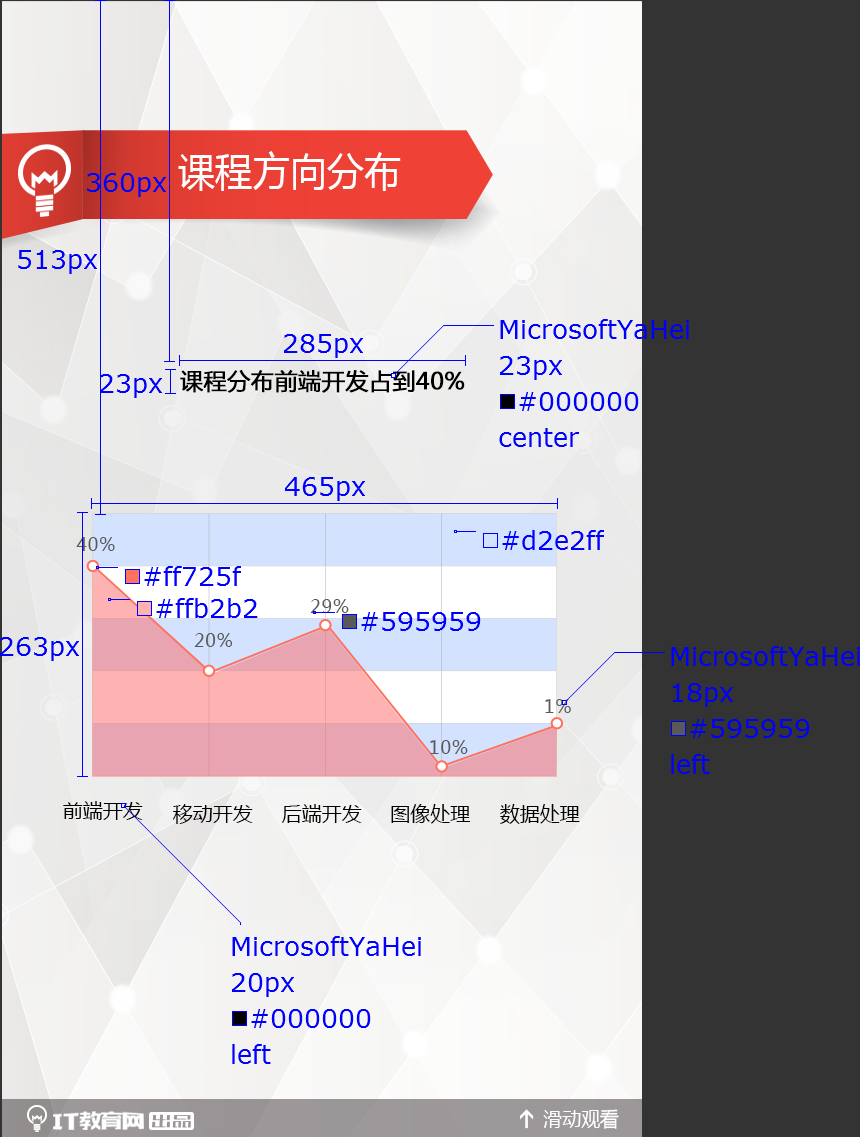 课程方向分布
360px
513px
285px
MicrosoftYaHei
23px
#000000
center
23px
课程分布前端开发占到40%
465px
#d2e2ff
40%
#ff725f
#ffb2b2
29%
#595959
20%
263px
MicrosoftYaHei
18px
#595959
left
1%
10%
前端开发 移动开发 后端开发 图像处理 数据处理
MicrosoftYaHei
20px
#000000
left
IT教育网 出品
滑动观看